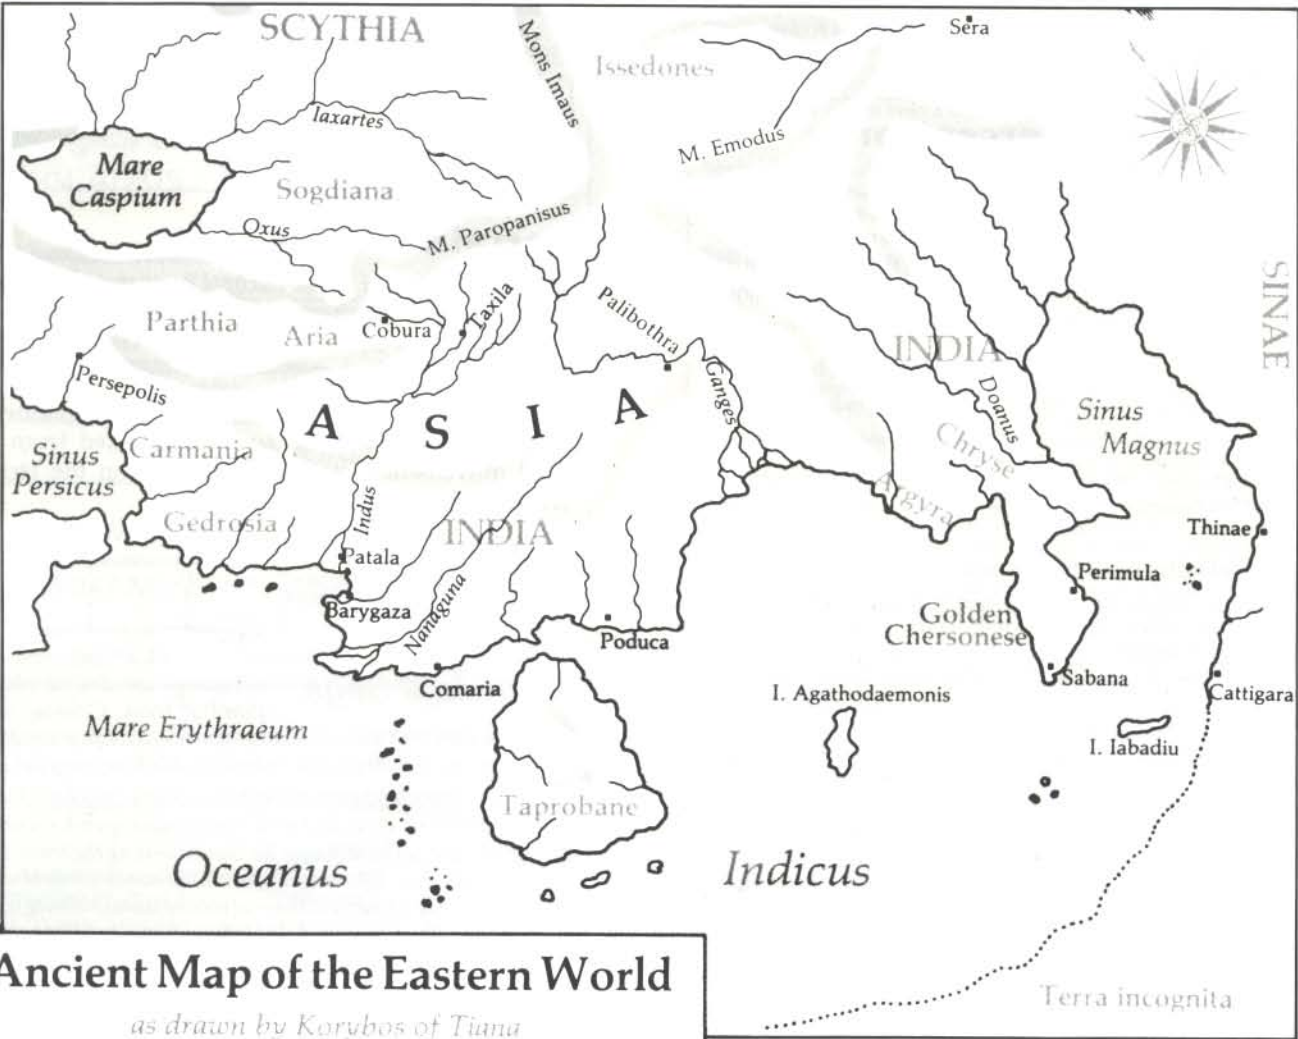 SCYTHIA
Mons Imaus
Issedones
Sera
Iaxartes
M. Emodus
Mare
Caspium
Sogdiana
Oxus
M. Paropanisus
SINAE
Parthia
Aria
Cobura
Taxila
Palibothra
INDIA
Persepolis
Ganges
Doanus
ASIA
Sinus
Magnus
Carmania
Sinus
Persicus
Chryse
Argyra
Gedrosia
Indus
INDIA
Thinae
Patala
Perimula
Barygaza
Nanaguna
Golden
Chersonese
Poduca
Comaria
Sabana
I. Agathodaemonis
Cattigara
Mare Erythraeum
I. Iabadiu
Taprobane
Oceanus
Indicus
Ancient Map of the Eastern World
as drawn by Korybos of Tiana
Terra incognita